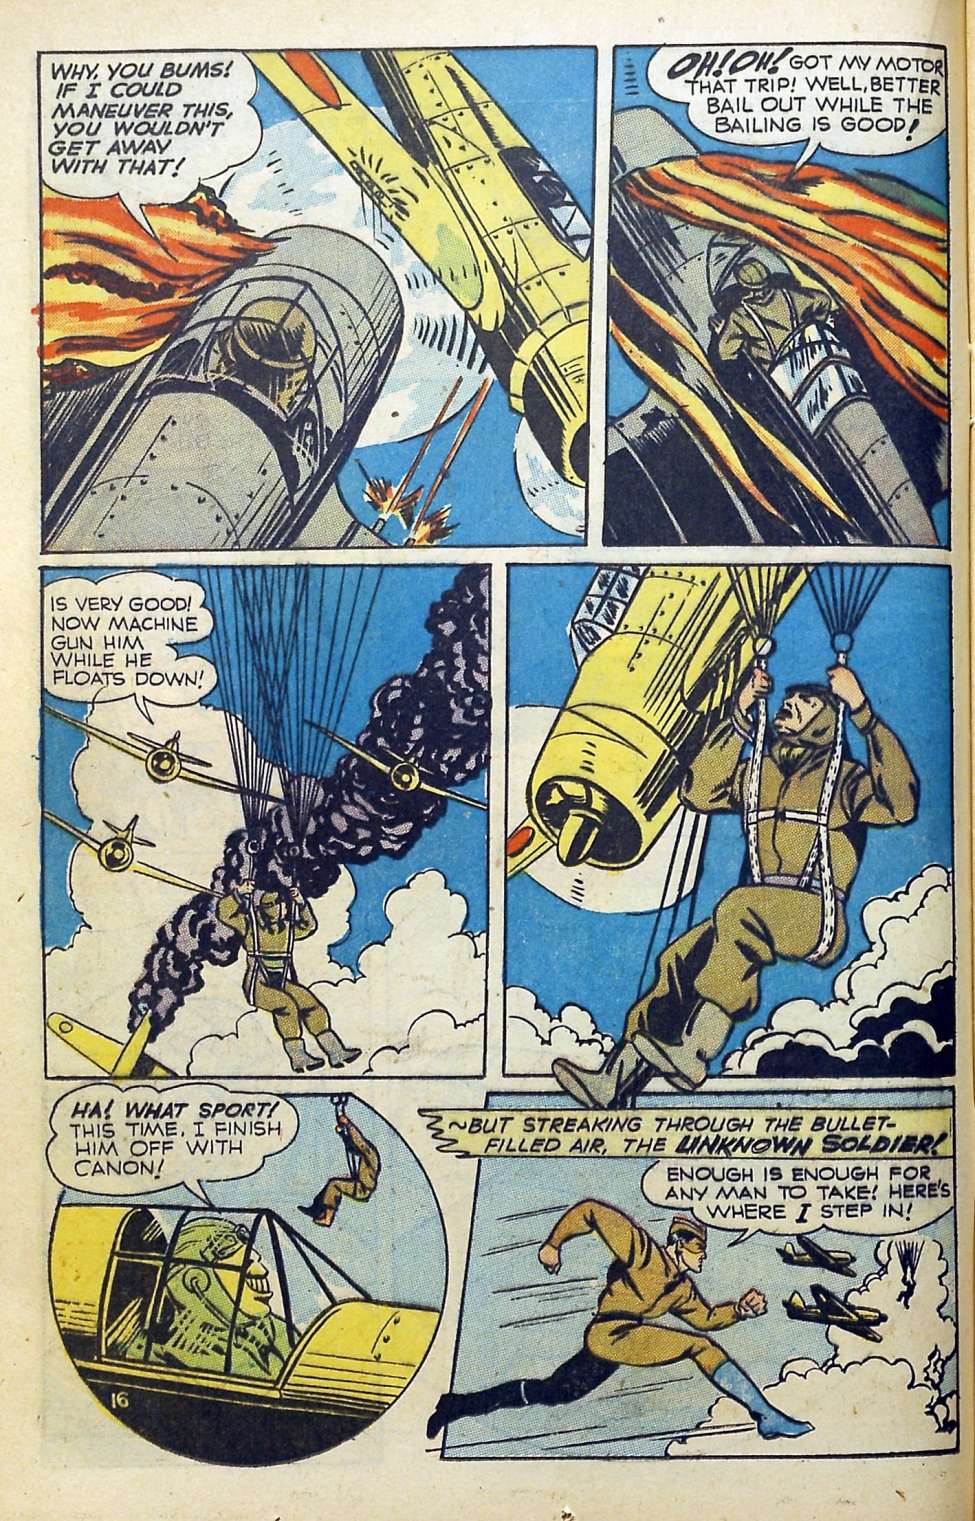 WHY, YOU BUMS!
IF I COULD
MANEUVER THIS,
YOU WOULDN'T
GET AWAY
WITH THAT!
OH! OH! GOT MY MOTOR
THAT TRIP! WELL, BETTER
BAIL OUT WHILE THE
BAILING IS GOOD!
IS VERY GOOD!
NOW MACHINE
GUN HIM
WHILE HE
FLOATS DOWN!
HA! WHAT SPORT!
THIS TIME, I FINISH
HIM OFF WITH
CANON!
16
~BUT STREAKING THROUGH THE BULLET-
FILLED AIR, THE UNKNOWN SOLDIER!
ENOUGH IS ENOUGH FOR
ANY MAN TO TAKE! HERE'S
WHERE I STEP IN!